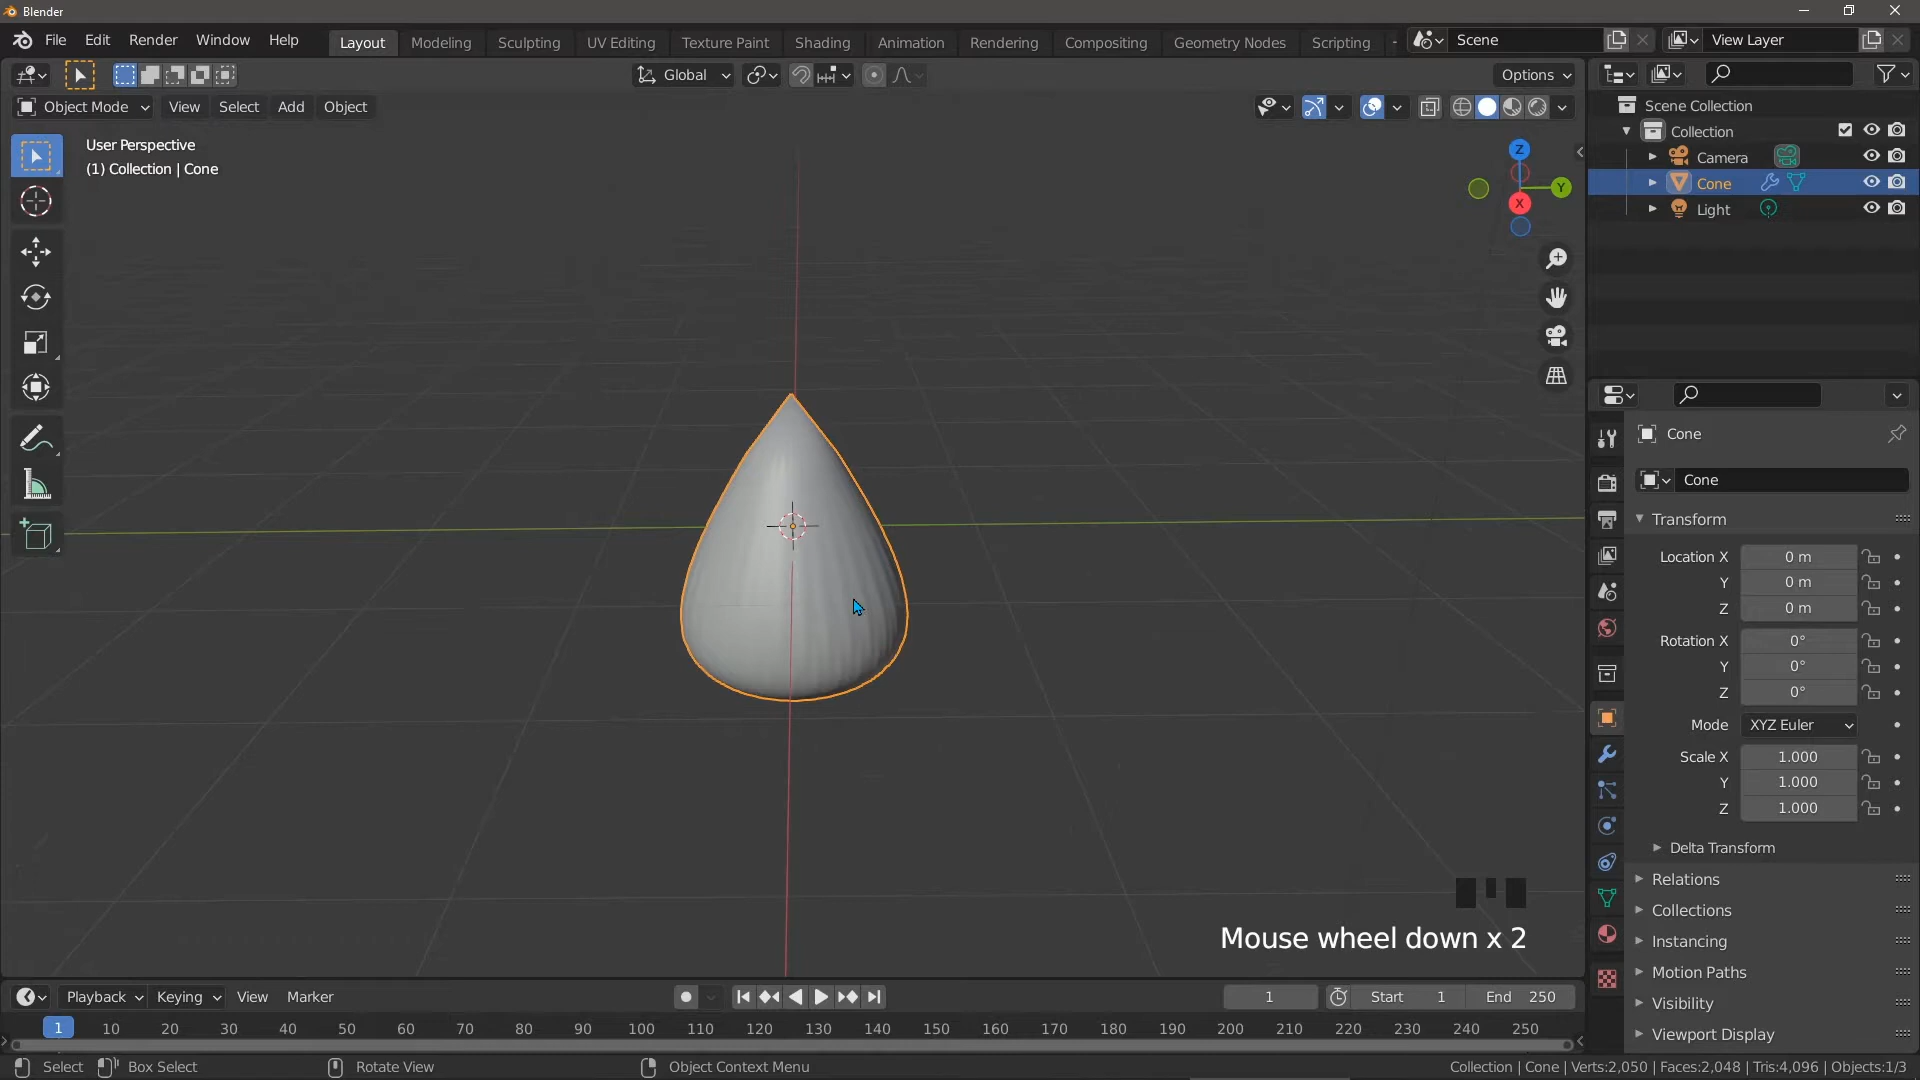 Blender
File Edit Render Window Help Layout Modeling Sculpting UV Editing Texture Paint Shading Animation Rendering Compositing Geometry Nodes Scripting Scene View Layer
Global Options
Object Mode View Select Add Object
User Perspective
(1) Collection | Cone
Z
Y
X
Scene Collection
Collection
Camera
Cone
Light
Cone
Cone
Transform
Location X 0 m
Y 0 m
Z 0 m
Rotation X 0°
Y 0°
Z 0°
Mode XYZ Euler
Scale X 1.000
Y 1.000
Z 1.000
Delta Transform
Relations
Collections
Instancing
Motion Paths
Visibility
Viewport Display
Mouse wheel down x 2
Playback Keying View Marker 1 Start 1 End 250
1 10 20 30 40 50 60 70 80 90 100 110 120 130 140 150 160 170 180 190 200 210 220 230 240 250
Select Box Select Rotate View Object Context Menu Collection | Cone | Verts:2,050 | Faces:2,048 | Tris:4,096 | Objects:1/3